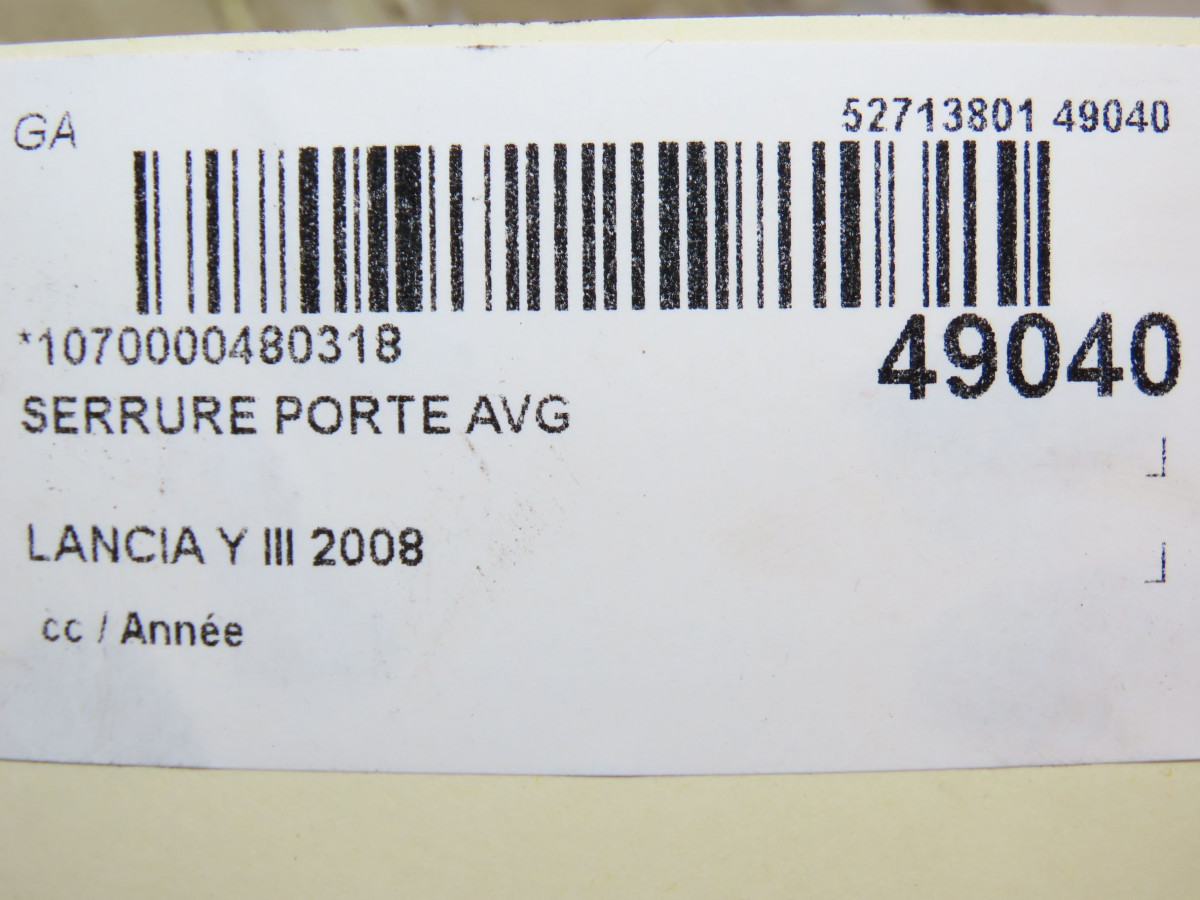 GA
52713801 49040
*1070000480318
49040
SERRURE PORTE AVG
LANCIA Y III 2008
cc / Année